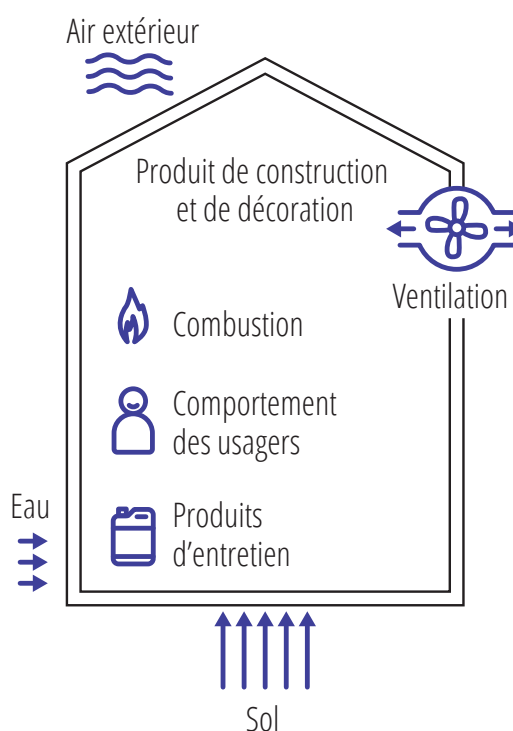 Air extérieur
Produit de construction
et de décoration
Ventilation
Combustion
Comportement
des usagers
Eau
Produits
d’entretien
Sol